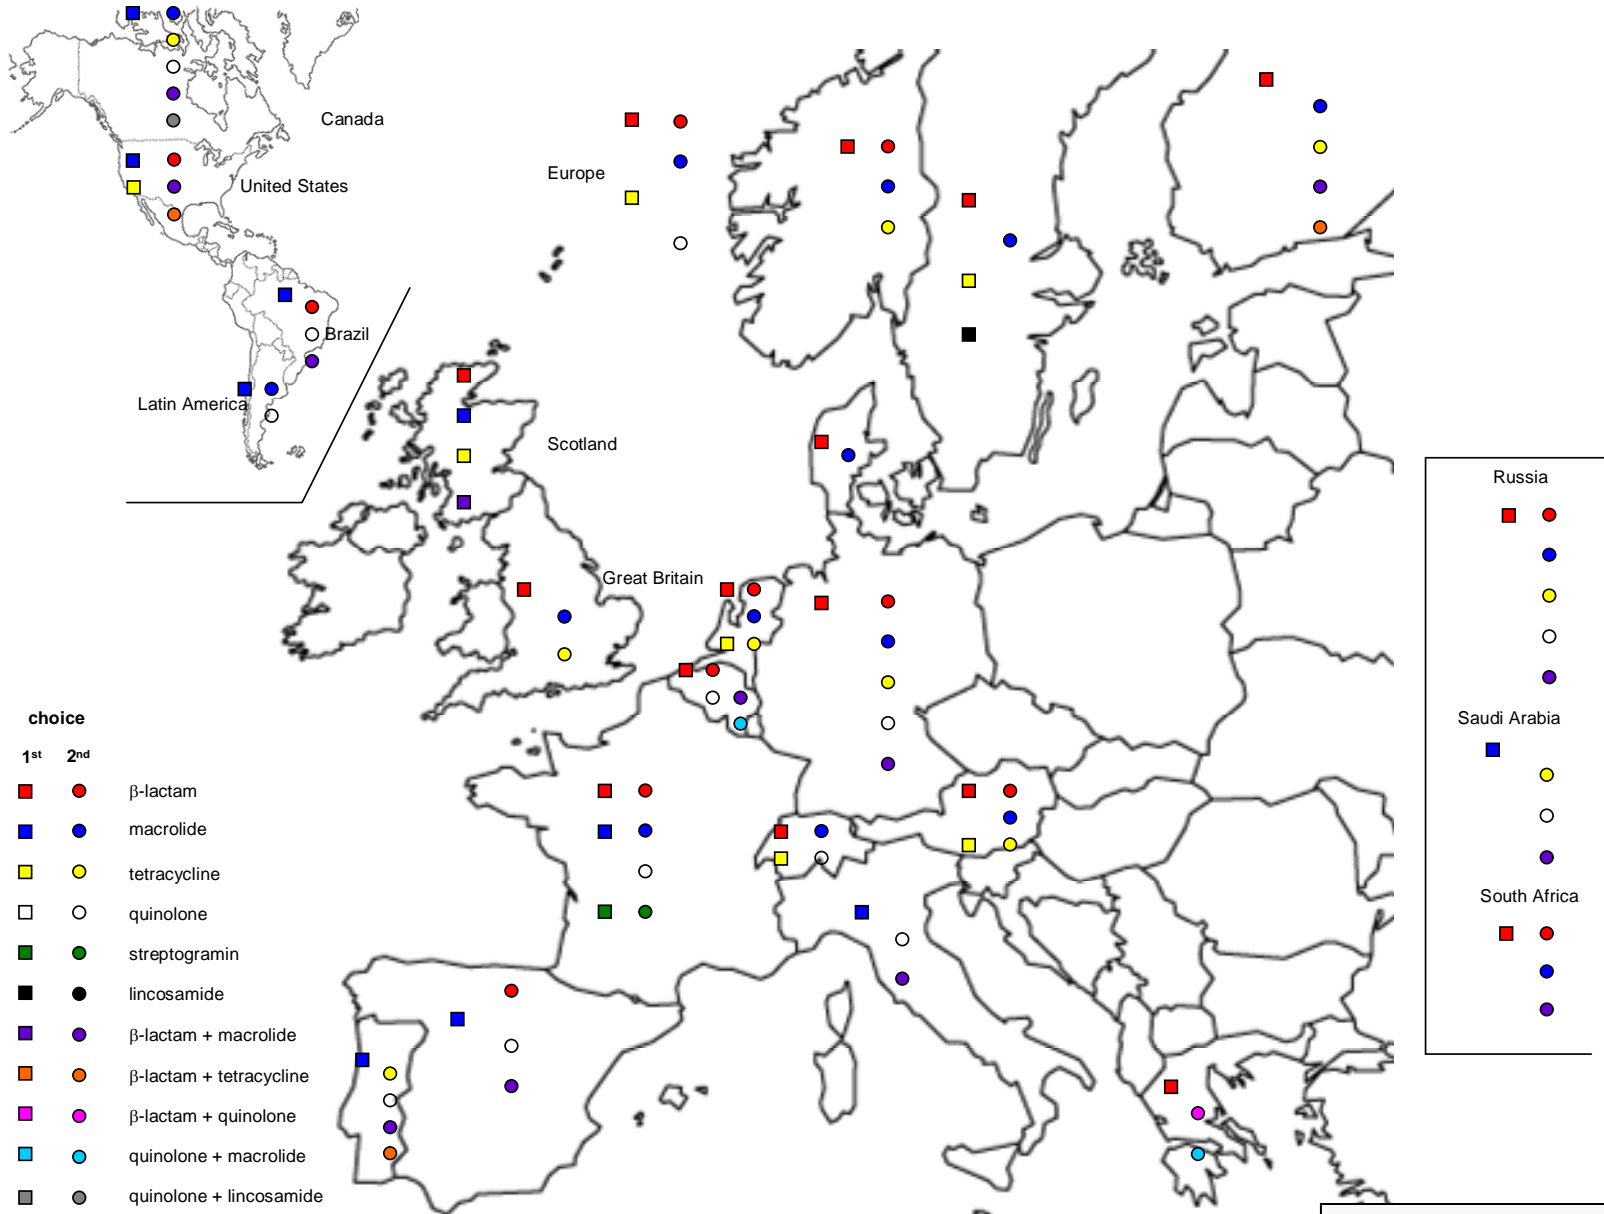 Canada
United States
Brazil
Latin America
Europe
Scotland
Great Britain
Russia
Saudi Arabia
South Africa
choice
1st 2nd
β-lactam
macrolide
tetracycline
quinolone
streptogramin
lincosamide
β-lactam + macrolide
β-lactam + tetracycline
β-lactam + quinolone
quinolone + macrolide
quinolone + lincosamide